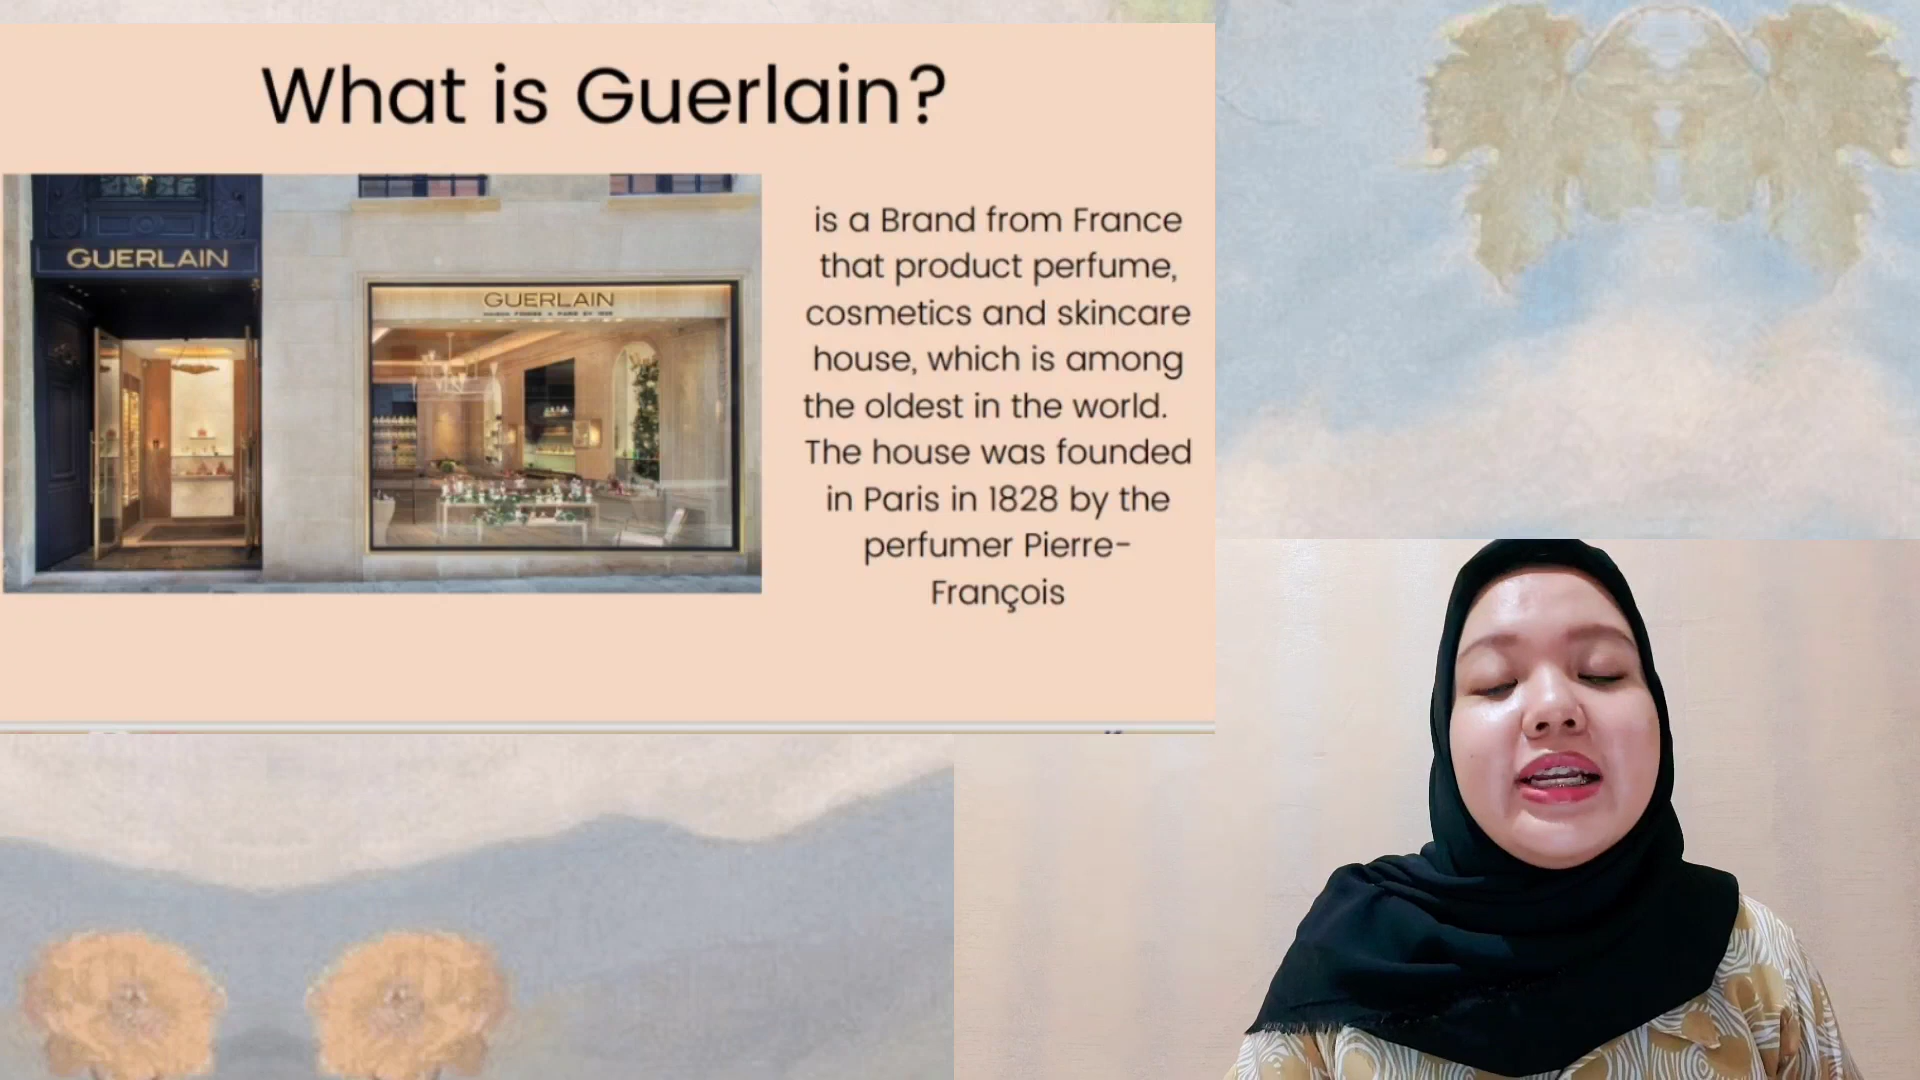 What is Guerlain?
GUERLAIN
GUERLAIN
is a Brand from France
that product perfume,
cosmetics and skincare
house, which is among
the oldest in the world.
The house was founded
in Paris in 1828 by the
perfumer Pierre-
François